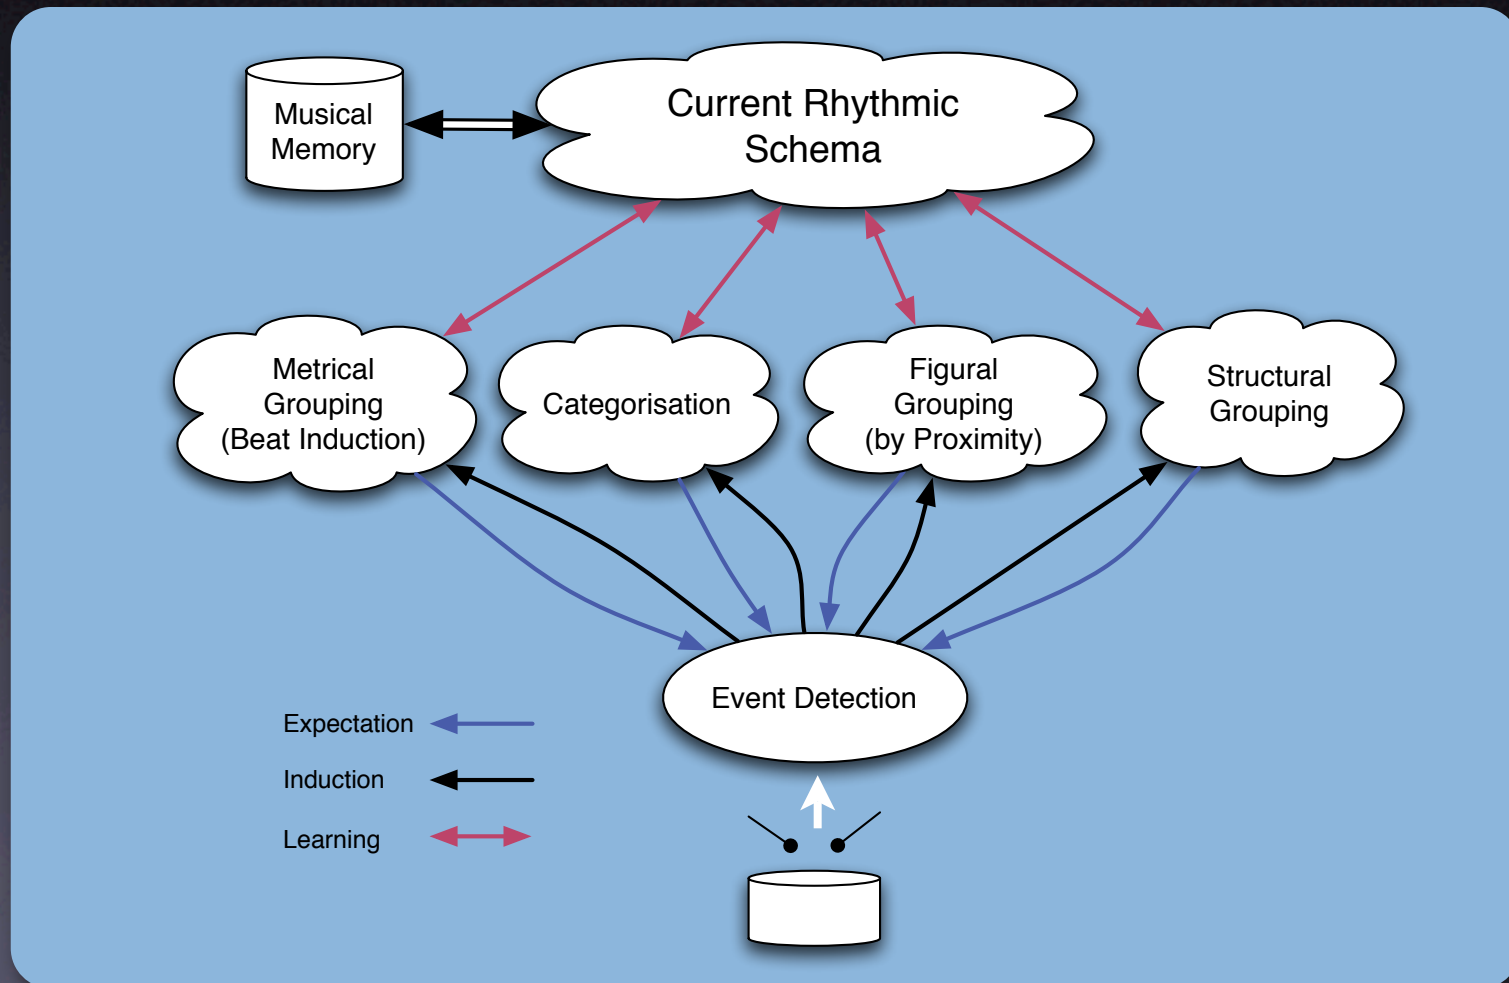 Musical
Memory
Current Rhythmic
Schema
Metrical
Grouping
(Beat Induction)
Categorisation
Figural
Grouping
(by Proximity)
Structural
Grouping
Event Detection
Expectation
Induction
Learning